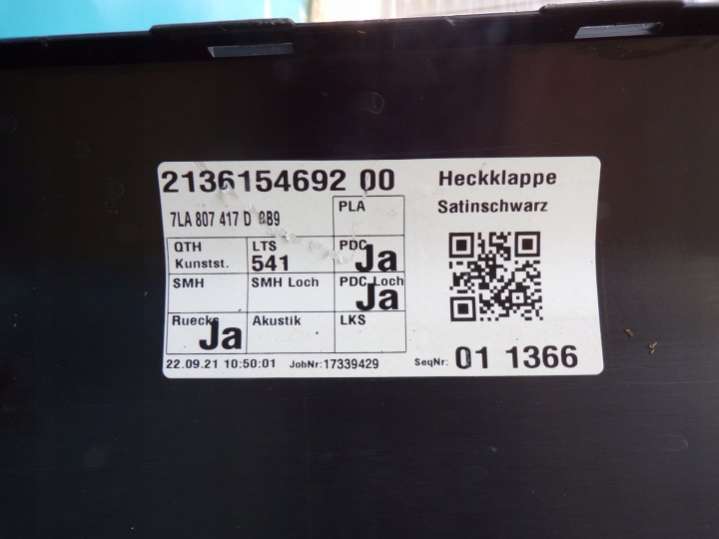 2136154692 00
Heckklappe
7LA 807 417 D
PLA
Satinschwarz
QTH
Kunstst.
LTS
541
PDC
Ja
SMH
SMH Loch
PDC Loch
Ja
Ruecks
Ja
Akustik
LKS
22.09.21 10:50:01
JobNr:17339429
SeqNr: 01 1366